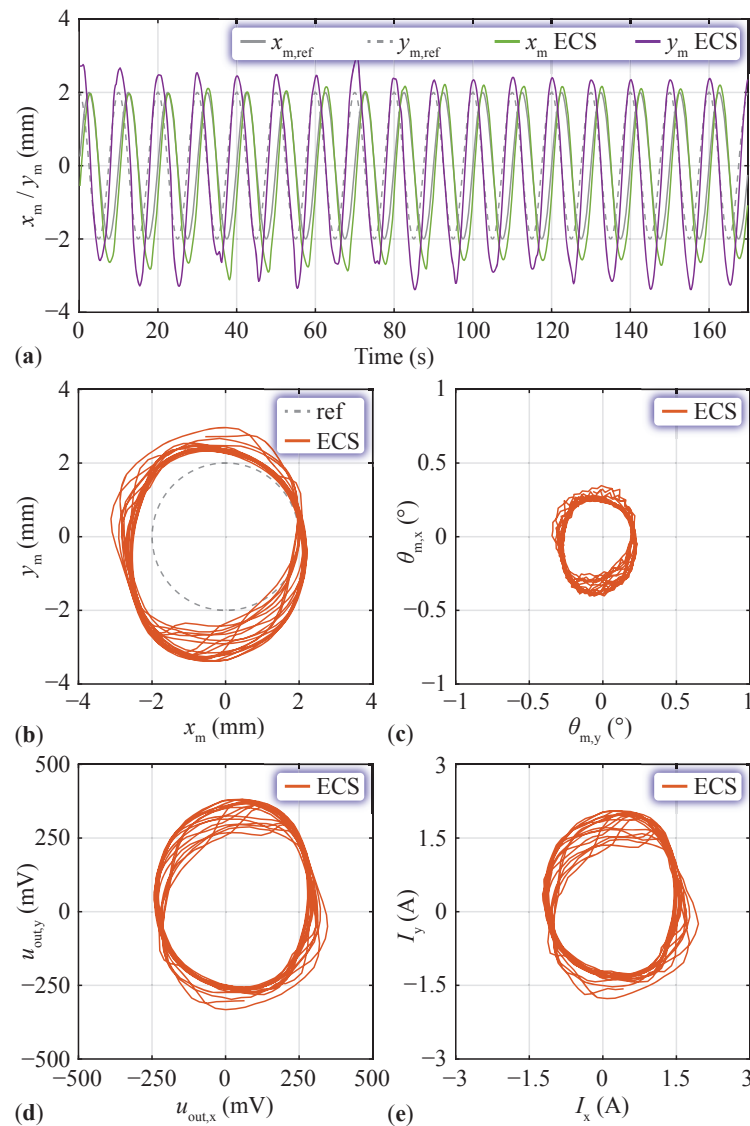 x_m,ref y_m,ref x_m ECS y_m ECS
4
2
0
−2
−4
x_m / y_m (mm)
0 20 40 60 80 100 120 140 160
(a) Time (s)
4
2
0
−2
−4
y_m (mm)
ref
ECS
−4 −2 0 2 4
(b) x_m (mm)
1
0.5
0
−0.5
−1
θ_m,x (°)
ECS
−1 −0.5 0 0.5 1
(c) θ_m,y (°)
500
250
0
−250
−500
u_out,y (mV)
ECS
−500 −250 0 250 500
(d) u_out,x (mV)
3
1.5
0
−1.5
−3
I_y (A)
ECS
−3 −1.5 0 1.5 3
(e) I_x (A)